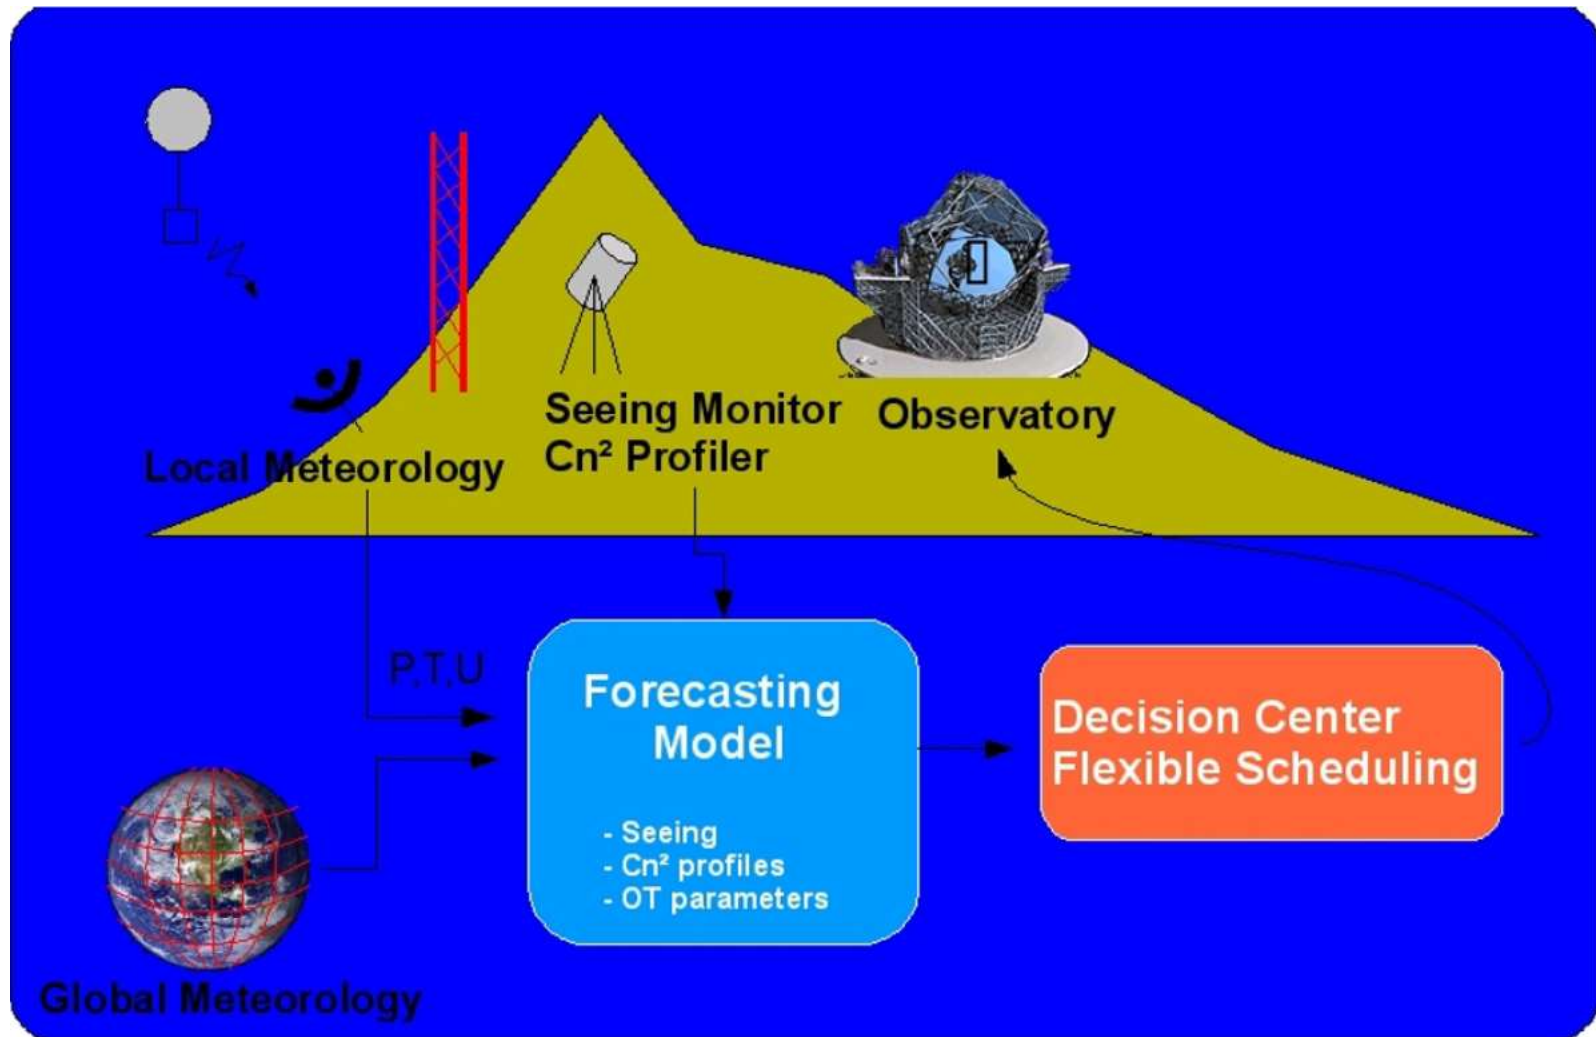 Seeing Monitor
Cn² Profiler
Observatory
Local Meteorology
P,T,U
Forecasting
Model
- Seeing
- Cn² profiles
- OT parameters
Decision Center
Flexible Scheduling
Global Meteorology